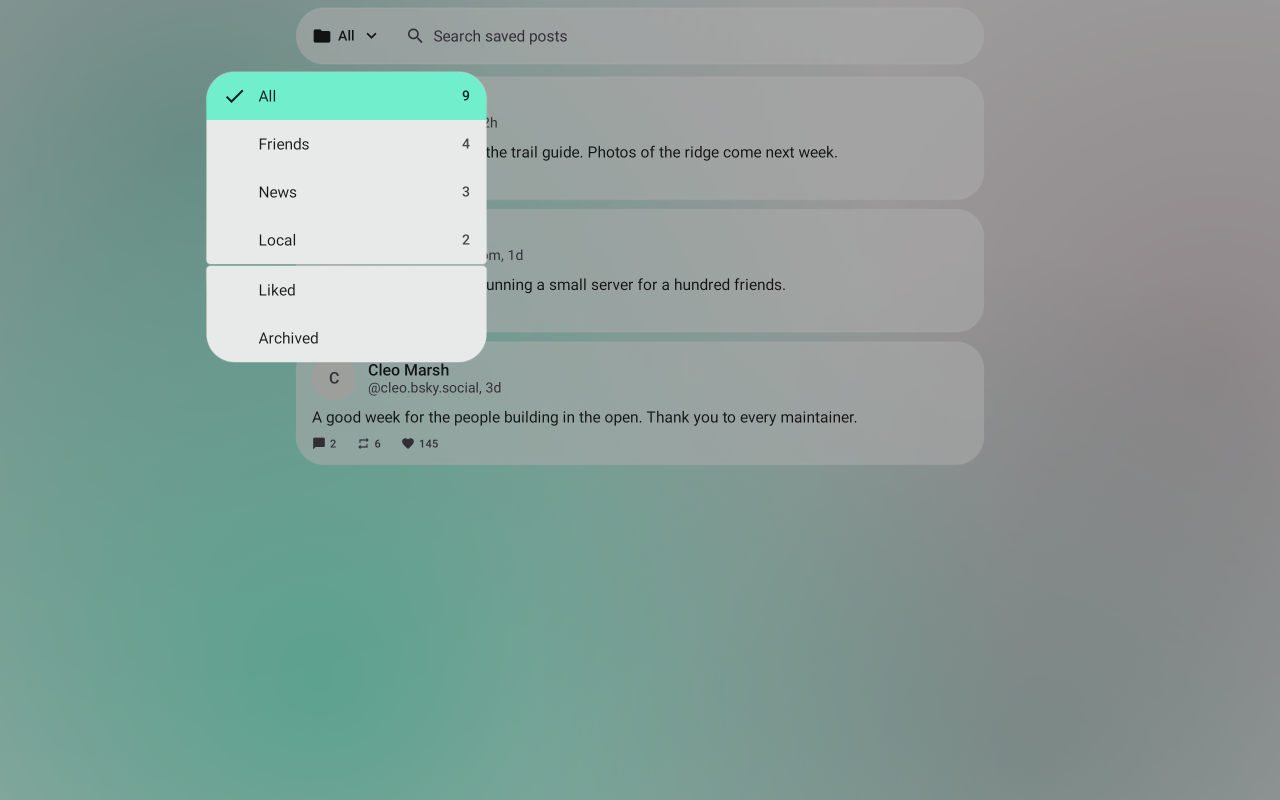 All
Search saved posts
All 9
Friends 4
News 3
Local 2
Liked
Archived
2h
the trail guide. Photos of the ridge come next week.
1d
a small server for a hundred friends.
C
Cleo Marsh
@cleo.bsky.social, 3d
A good week for the people building in the open. Thank you to every maintainer.
2 6 145